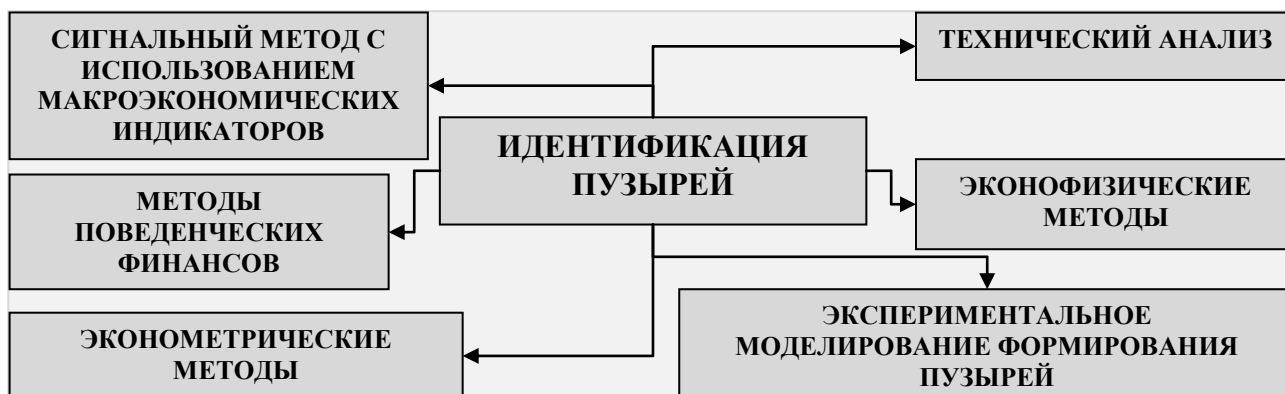 СИГНАЛЬНЫЙ МЕТОД С
ИСПОЛЬЗОВАНИЕМ
МАКРОЭКОНОМИЧЕСКИХ
ИНДИКАТОРОВ
ТЕХНИЧЕСКИЙ АНАЛИЗ
ИДЕНТИФИКАЦИЯ
ПУЗЫРЕЙ
МЕТОДЫ
ПОВЕДЕНЧЕСКИХ
ФИНАНСОВ
ЭКОНОФИЗИЧЕСКИЕ
МЕТОДЫ
ЭКОНОМЕТРИЧЕСКИЕ
МЕТОДЫ
ЭКСПЕРИМЕНТАЛЬНОЕ
МОДЕЛИРОВАНИЕ ФОРМИРОВАНИЯ
ПУЗЫРЕЙ